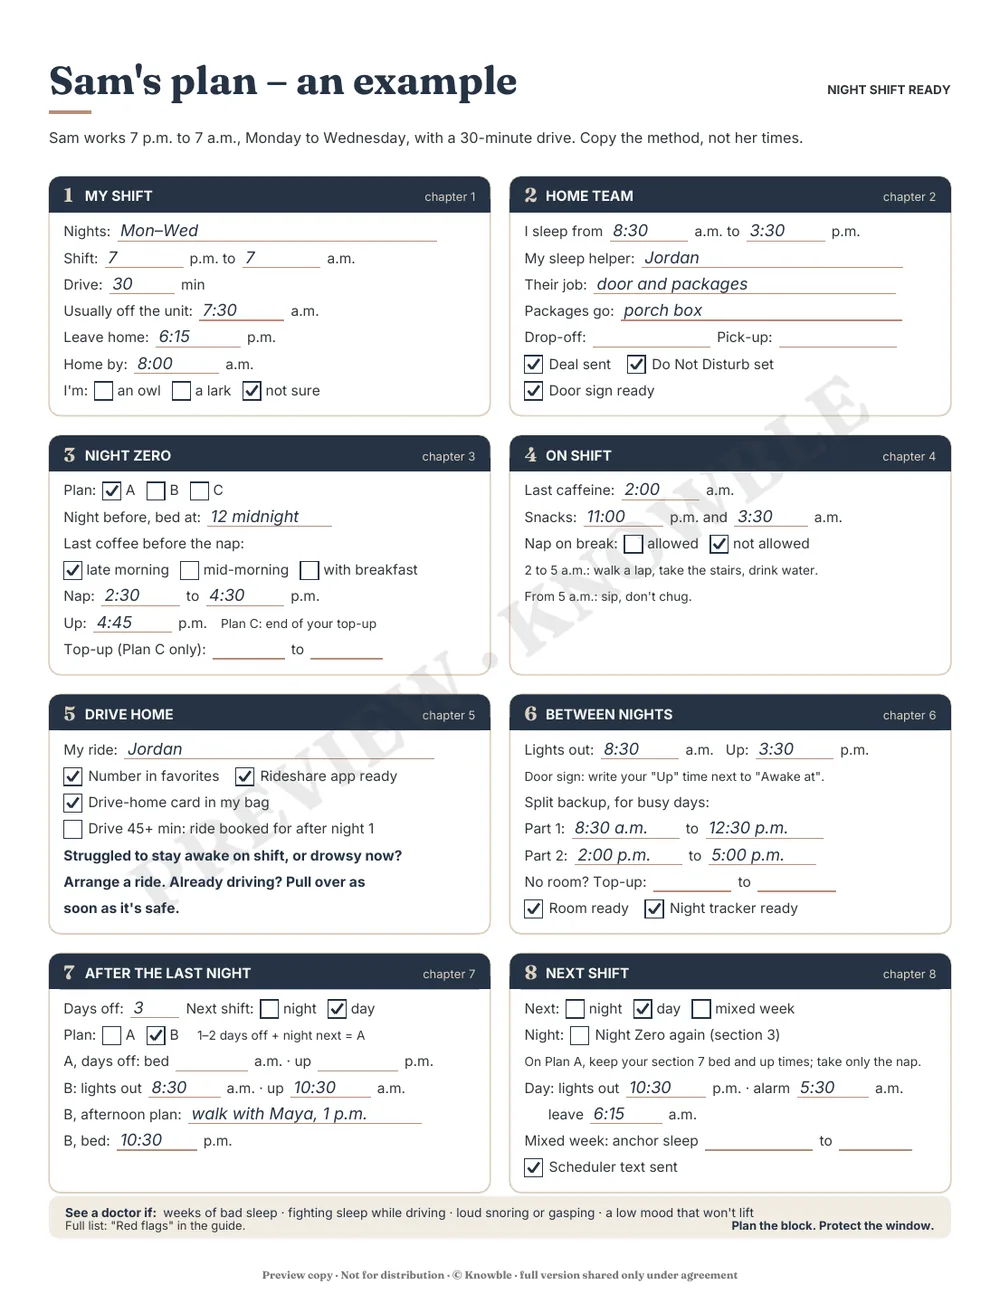 Sam's plan – an example
NIGHT SHIFT READY
Sam works 7 p.m. to 7 a.m., Monday to Wednesday, with a 30-minute drive. Copy the method, not her times.
1 MY SHIFT chapter 1
Nights: Mon–Wed
Shift: 7 p.m. to 7 a.m.
Drive: 30 min
Usually off the unit: 7:30 a.m.
Leave home: 6:15 p.m.
Home by: 8:00 a.m.
I'm: an owl a lark not sure
2 HOME TEAM chapter 2
I sleep from 8:30 a.m. to 3:30 p.m.
My sleep helper: Jordan
Their job: door and packages
Packages go: porch box
Drop-off: Pick-up:
Deal sent Do Not Disturb set
Door sign ready
3 NIGHT ZERO chapter 3
Plan: A B C
Night before, bed at: 12 midnight
Last coffee before the nap:
late morning mid-morning with breakfast
Nap: 2:30 to 4:30 p.m.
Up: 4:45 p.m. Plan C: end of your top-up
Top-up (Plan C only): to
4 ON SHIFT chapter 4
Last caffeine: 2:00 a.m.
Snacks: 11:00 p.m. and 3:30 a.m.
Nap on break: allowed not allowed
2 to 5 a.m.: walk a lap, take the stairs, drink water.
From 5 a.m.: sip, don't chug.
5 DRIVE HOME chapter 5
My ride: Jordan
Number in favorites Rideshare app ready
Drive-home card in my bag
Drive 45+ min: ride booked for after night 1
Struggled to stay awake on shift, or drowsy now?
Arrange a ride. Already driving? Pull over as
soon as it's safe.
6 BETWEEN NIGHTS chapter 6
Lights out: 8:30 a.m. Up: 3:30 p.m.
Door sign: write your "Up" time next to "Awake at".
Split backup, for busy days:
Part 1: 8:30 a.m. to 12:30 p.m.
Part 2: 2:00 p.m. to 5:00 p.m.
No room? Top-up: to
Room ready Night tracker ready
7 AFTER THE LAST NIGHT chapter 7
Days off: 3 Next shift: night day
Plan: A B 1–2 days off + night next = A
A, days off: bed a.m. · up p.m.
B: lights out 8:30 a.m. · up 10:30 a.m.
B, afternoon plan: walk with Maya, 1 p.m.
B, bed: 10:30 p.m.
8 NEXT SHIFT chapter 8
Next: night day mixed week
Night: Night Zero again (section 3)
On Plan A, keep your section 7 bed and up times; take only the nap.
Day: lights out 10:30 p.m. · alarm 5:30 a.m.
leave 6:15 a.m.
Mixed week: anchor sleep to
Scheduler text sent
See a doctor if: weeks of bad sleep · fighting sleep while driving · loud snoring or gasping · a low mood that won't lift
Full list: "Red flags" in the guide. Plan the block. Protect the window.
PREVIEW · KNOWBLE
Preview copy · Not for distribution · © Knowble · full version shared only under agreement